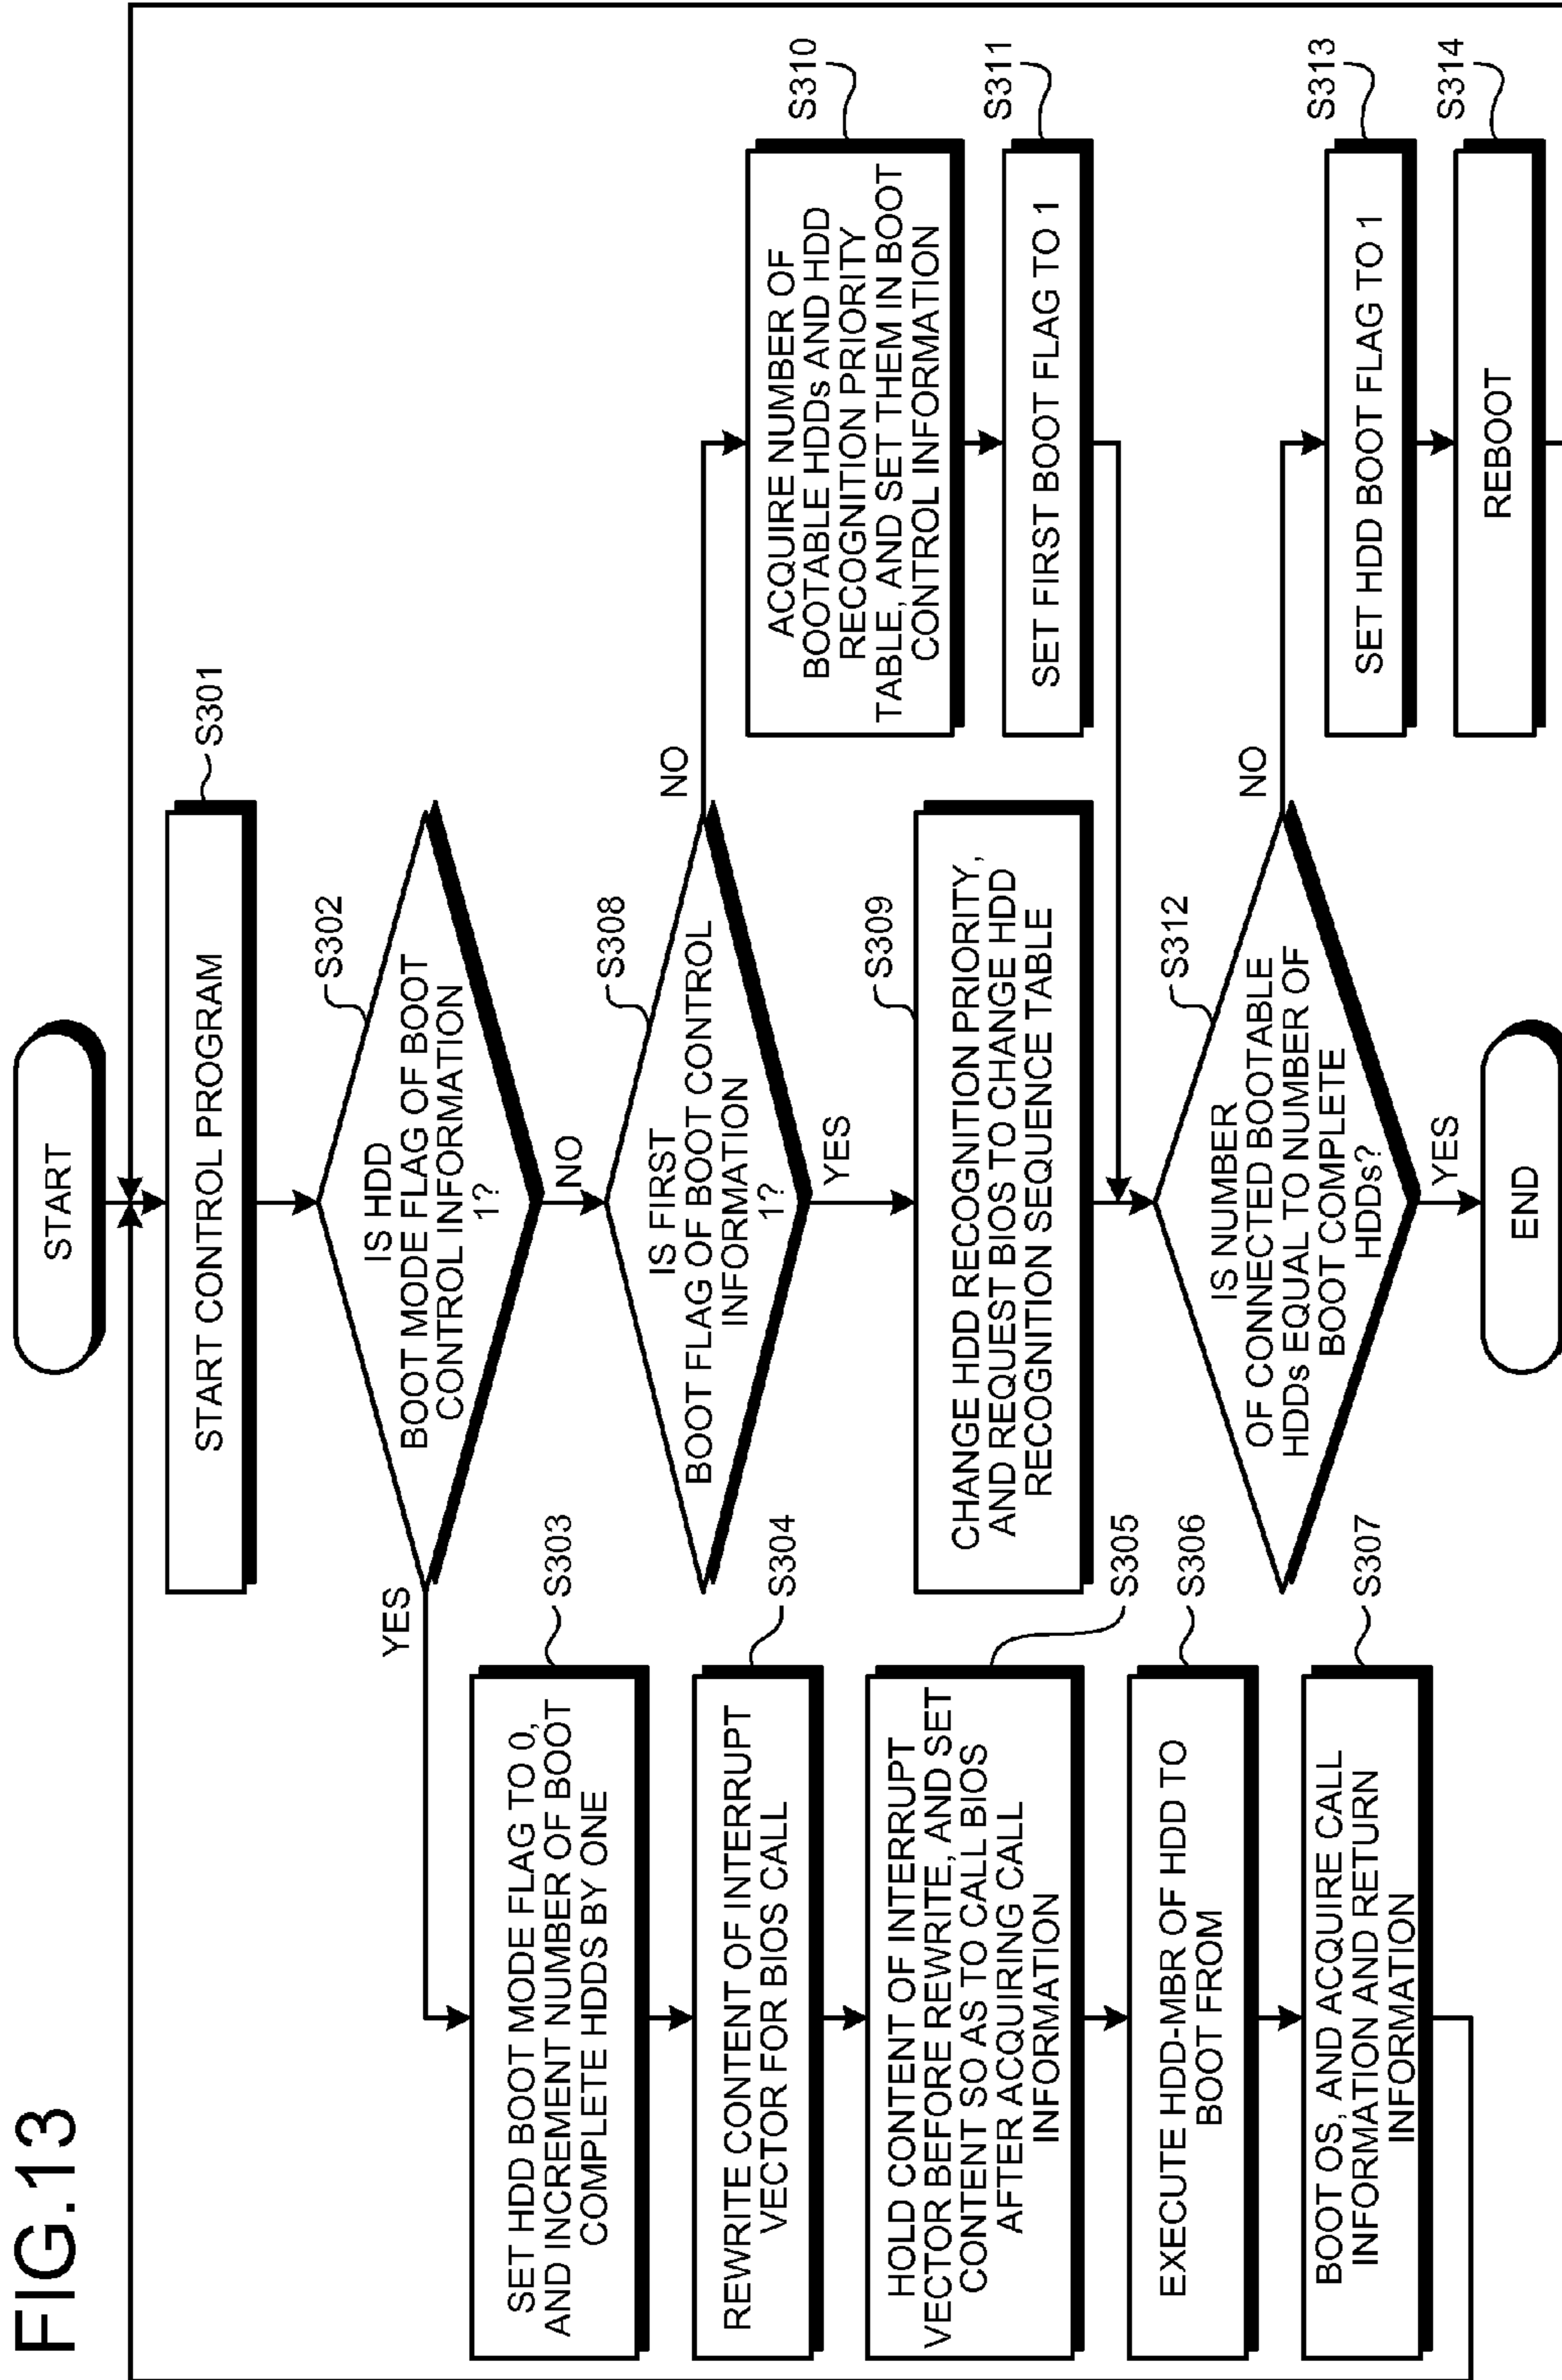 FIG.13
START
START CONTROL PROGRAM
S301
IS HDD
BOOT MODE FLAG OF BOOT
CONTROL INFORMATION
1?
S302
YES
NO
SET HDD BOOT MODE FLAG TO 0,
AND INCREMENT NUMBER OF BOOT
COMPLETE HDDS BY ONE
S303
REWRITE CONTENT OF INTERRUPT
VECTOR FOR BIOS CALL
S304
HOLD CONTENT OF INTERRUPT
VECTOR BEFORE REWRITE, AND SET
CONTENT SO AS TO CALL BIOS
AFTER ACQUIRING CALL
INFORMATION
S305
EXECUTE HDD-MBR OF HDD TO
BOOT FROM
S306
BOOT OS, AND ACQUIRE CALL
INFORMATION AND RETURN
INFORMATION
S307
IS FIRST
BOOT FLAG OF BOOT CONTROL
INFORMATION
1?
S308
NO
YES
CHANGE HDD RECOGNITION PRIORITY,
AND REQUEST BIOS TO CHANGE HDD
RECOGNITION SEQUENCE TABLE
S309
ACQUIRE NUMBER OF
BOOTABLE HDDs AND HDD
RECOGNITION PRIORITY
TABLE, AND SET THEM IN BOOT
CONTROL INFORMATION
S310
SET FIRST BOOT FLAG TO 1
S311
IS NUMBER
OF CONNECTED BOOTABLE
HDDs EQUAL TO NUMBER OF
BOOT COMPLETE
HDDs?
S312
NO
YES
SET HDD BOOT FLAG TO 1
S313
REBOOT
S314
END